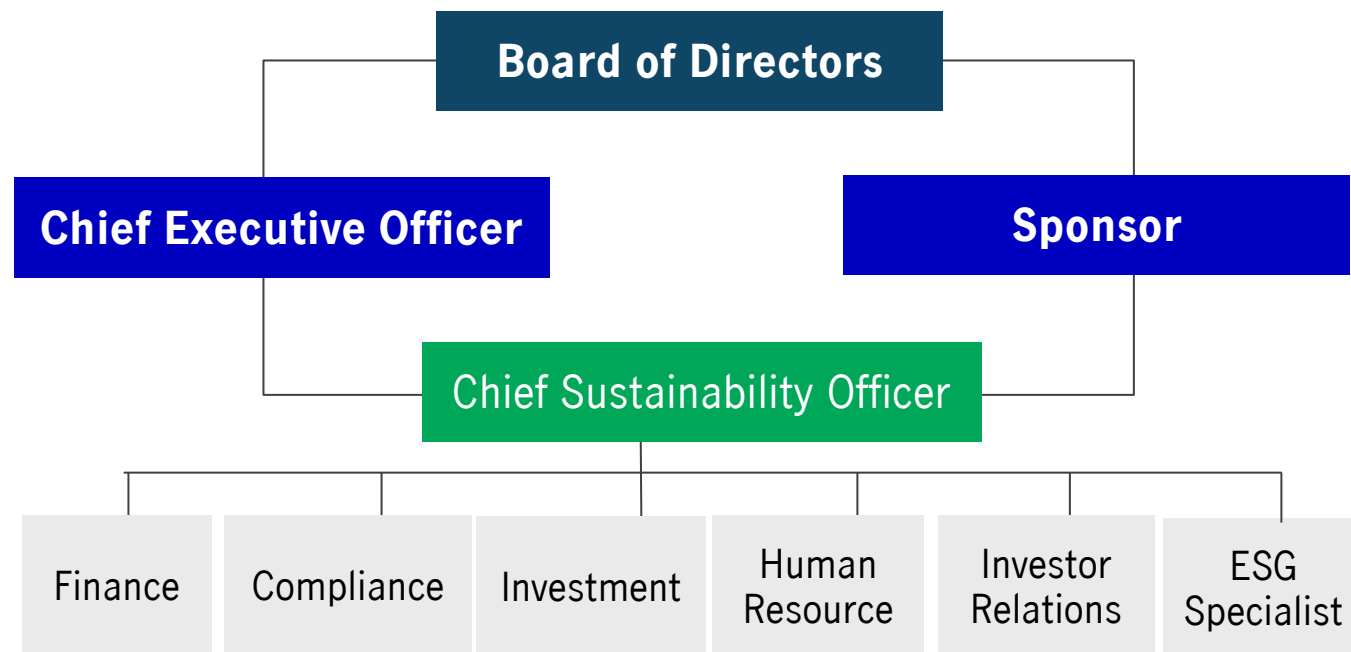 Board of Directors
Chief Executive Officer
Sponsor
Chief Sustainability Officer
Finance
Compliance
Investment
Human
Resource
Investor
Relations
ESG
Specialist